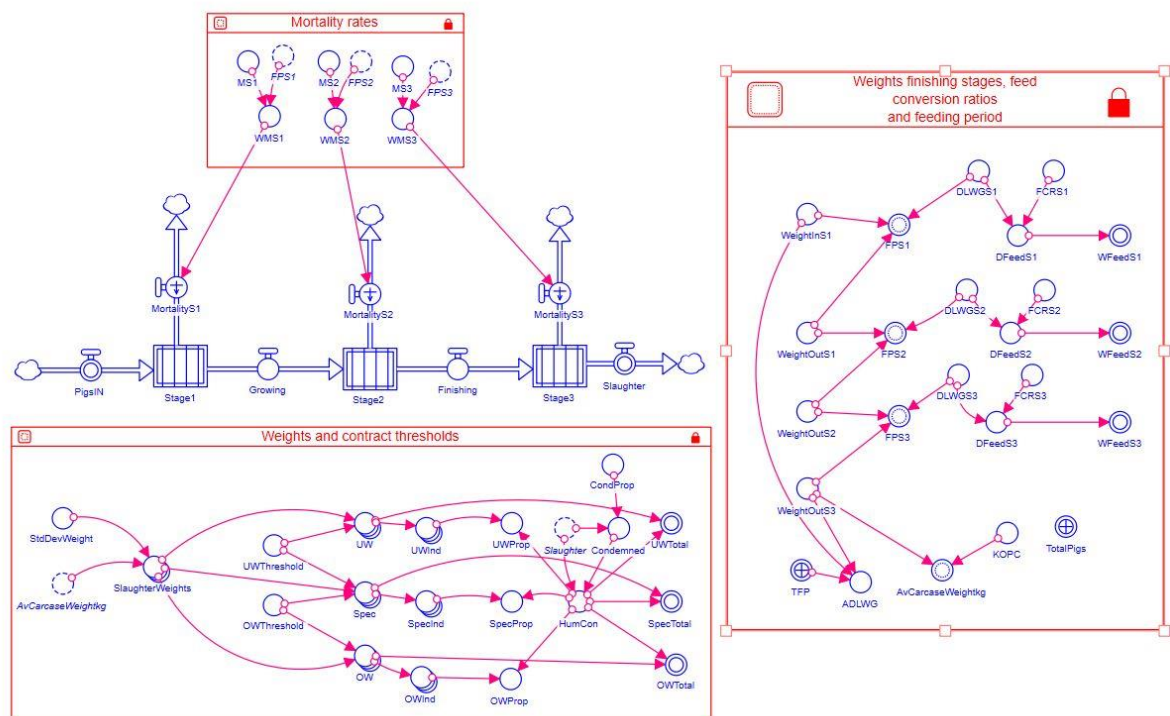 Mortality rates
MS1
FPS1
MS2
FPS2
MS3
FPS3
WMS1
WMS2
WMS3
MortalityS1
MortalityS2
MortalityS3
PigsIN
Stage1
Growing
Stage2
Finishing
Stage3
Slaughter
Weights and contract thresholds
CondProp
StdDevWeight
UWThreshold
UW
UWInd
UWProp
Slaughter
Condemned
UWTotal
AvCarcaseWeightkg
SlaughterWeights
OWThreshold
Spec
SpecInd
SpecProp
HumCon
SpecTotal
OW
OWInd
OWProp
OWTotal
Weights finishing stages, feed
conversion ratios
and feeding period
DLWGS1
FCRS1
WeightInS1
FPS1
DFeedS1
WFeedS1
DLWGS2
FCRS2
WeightOutS1
FPS2
DFeedS2
WFeedS2
DLWGS3
FCRS3
WeightOutS2
FPS3
DFeedS3
WFeedS3
WeightOutS3
KOPC
TotalPigs
TFP
ADLWG
AvCarcaseWeightkg